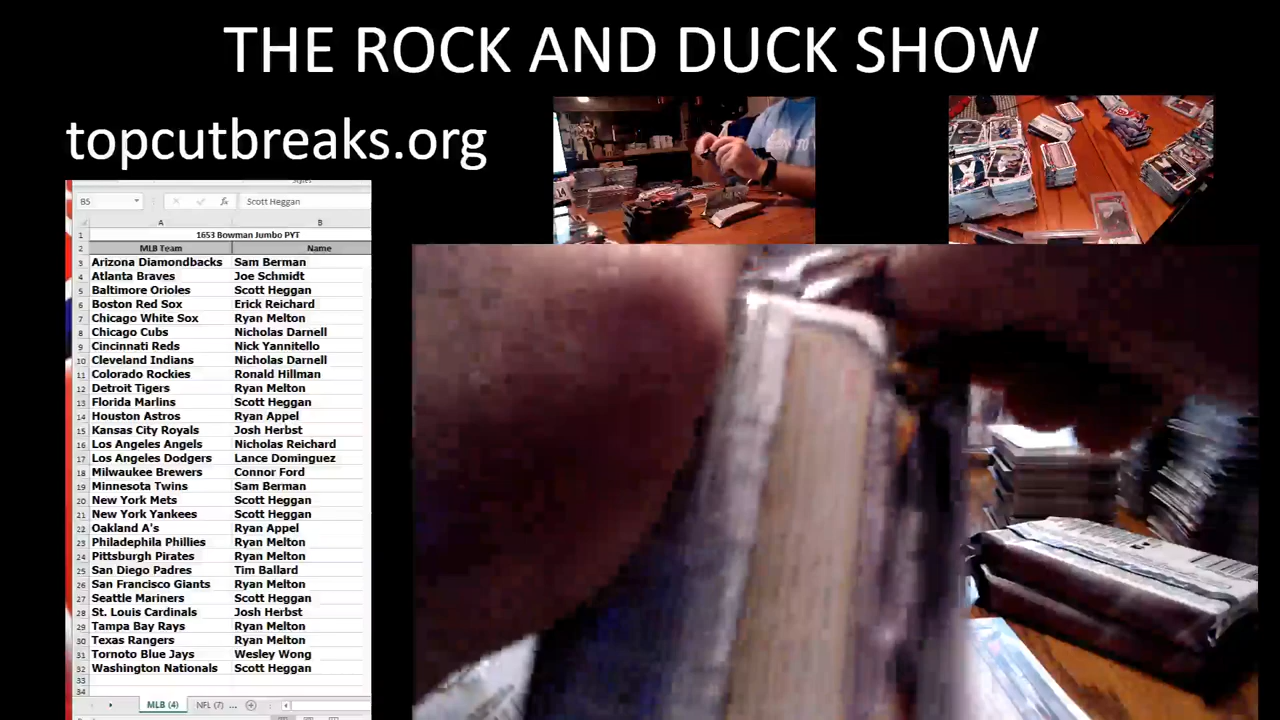 THE ROCK AND DUCK SHOW
topcutbreaks.org
B5 Scott Heggan
A B
1 1653 Bowman Jumbo PYT
2 MLB Team Name
3 Arizona Diamondbacks Sam Berman
4 Atlanta Braves Joe Schmidt
5 Baltimore Orioles Scott Heggan
6 Boston Red Sox Erick Reichard
7 Chicago White Sox Ryan Melton
8 Chicago Cubs Nicholas Darnell
9 Cincinnati Reds Nick Yannitello
10 Cleveland Indians Nicholas Darnell
11 Colorado Rockies Ronald Hillman
12 Detroit Tigers Ryan Melton
13 Florida Marlins Scott Heggan
14 Houston Astros Ryan Appel
15 Kansas City Royals Josh Herbst
16 Los Angeles Angels Nicholas Reichard
17 Los Angeles Dodgers Lance Dominguez
18 Milwaukee Brewers Connor Ford
19 Minnesota Twins Sam Berman
20 New York Mets Scott Heggan
21 New York Yankees Scott Heggan
22 Oakland A's Ryan Appel
23 Philadephila Phillies Ryan Melton
24 Pittsburgh Pirates Ryan Melton
25 San Diego Padres Tim Ballard
26 San Francisco Giants Ryan Melton
27 Seattle Mariners Scott Heggan
28 St. Louis Cardinals Josh Herbst
29 Tampa Bay Rays Ryan Melton
30 Texas Rangers Ryan Melton
31 Tornoto Blue Jays Wesley Wong
32 Washington Nationals Scott Heggan
33
34
MLB (4) NFL (7) ...